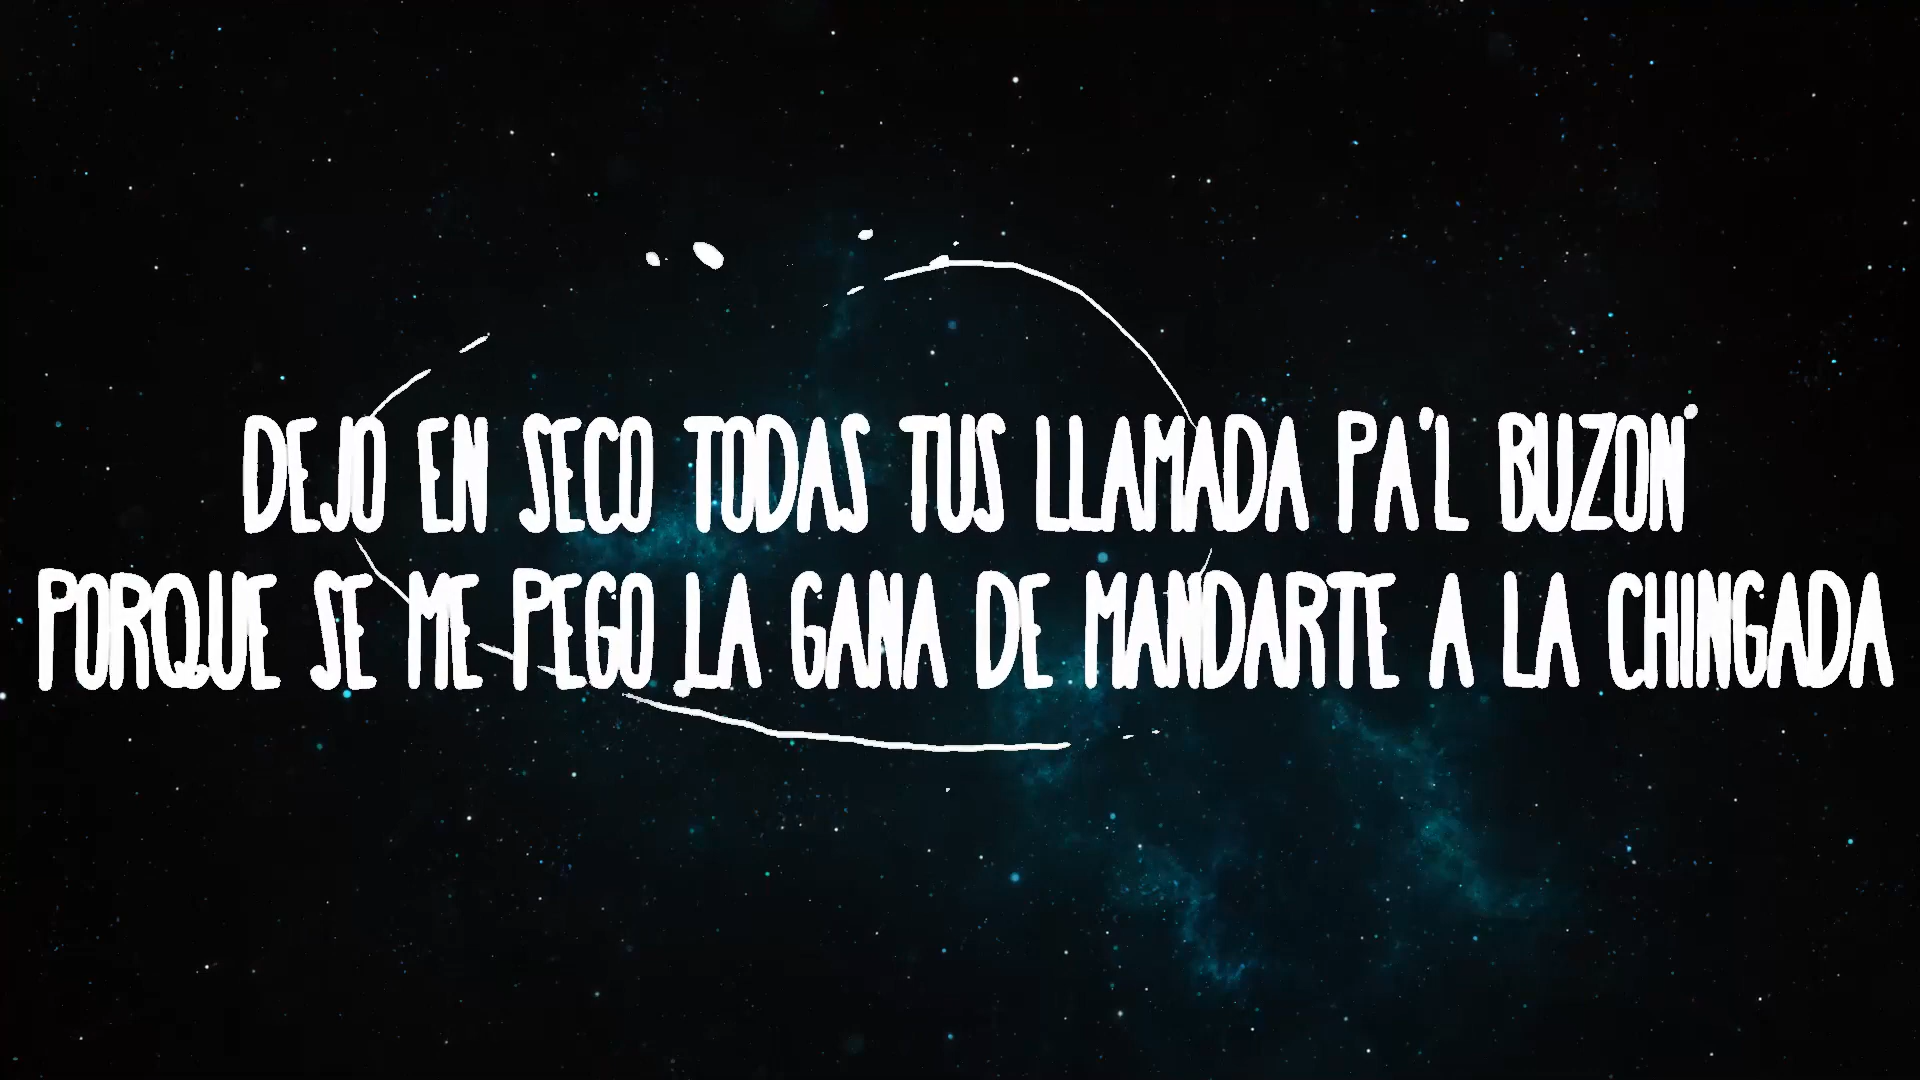 DEJO EN SECO TODAS TUS LLAMADA PA'L BUZON
PORQUE SE ME PEGO LA GANA DE MANDARTE A LA CHINGADA